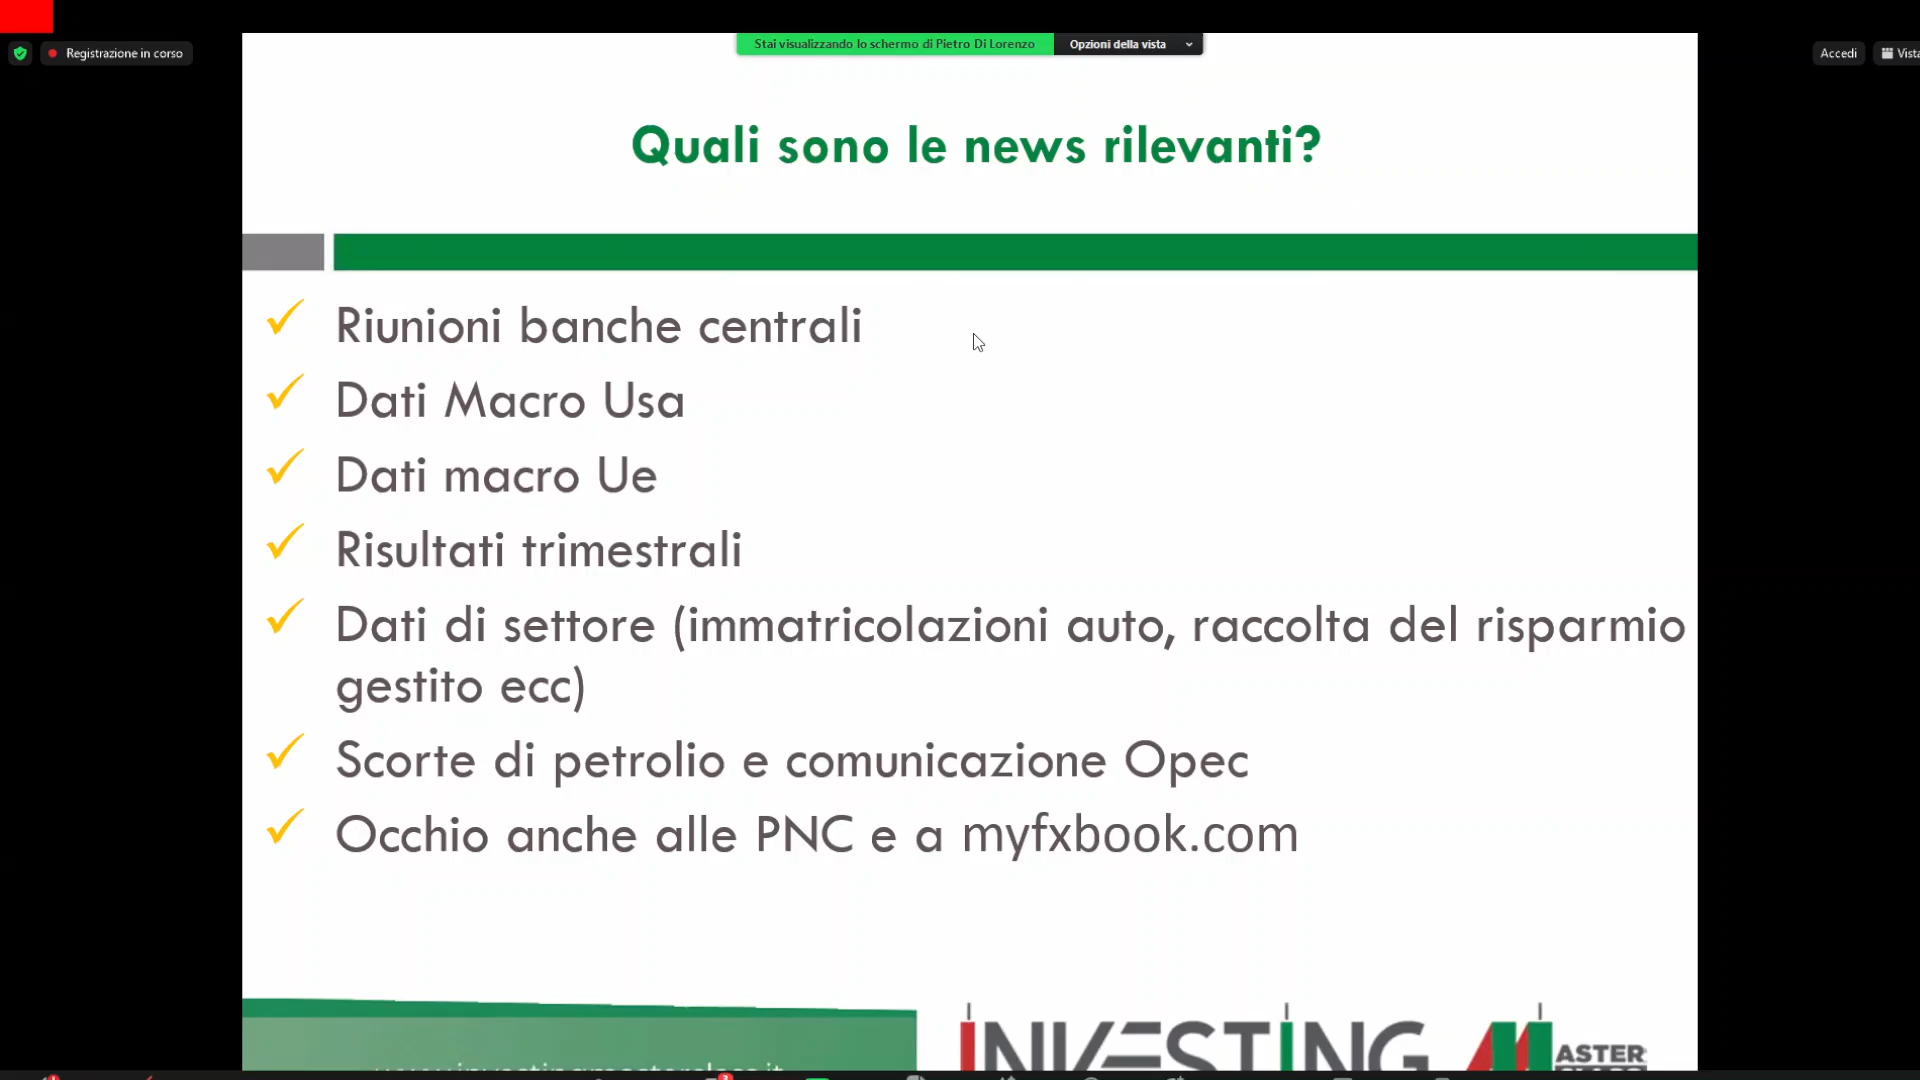 Registrazione in corso
Stai visualizzando lo schermo di Pietro Di Lorenzo
Opzioni della vista
Accedi
Vista
Quali sono le news rilevanti?
Riunioni banche centrali
Dati Macro Usa
Dati macro Ue
Risultati trimestrali
Dati di settore (immatricolazioni auto, raccolta del risparmio
gestito ecc)
Scorte di petrolio e comunicazione Opec
Occhio anche alle PNC e a myfxbook.com
INVESTING
MASTER